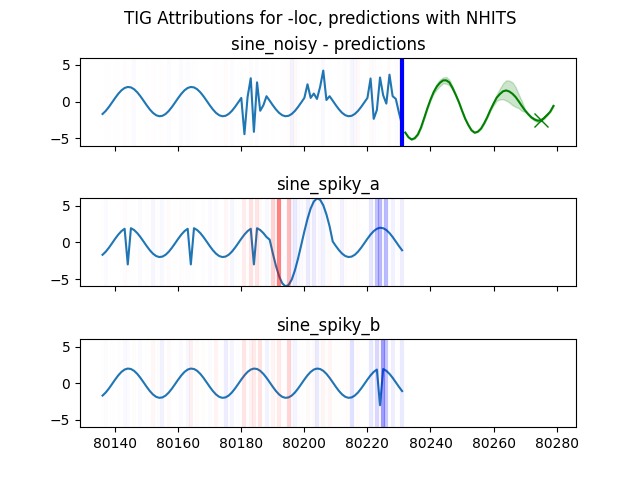 TIG Attributions for -loc, predictions with NHITS
sine_noisy - predictions
5
0
−5
sine_spiky_a
5
0
−5
sine_spiky_b
5
0
−5
80140 80160 80180 80200 80220 80240 80260 80280